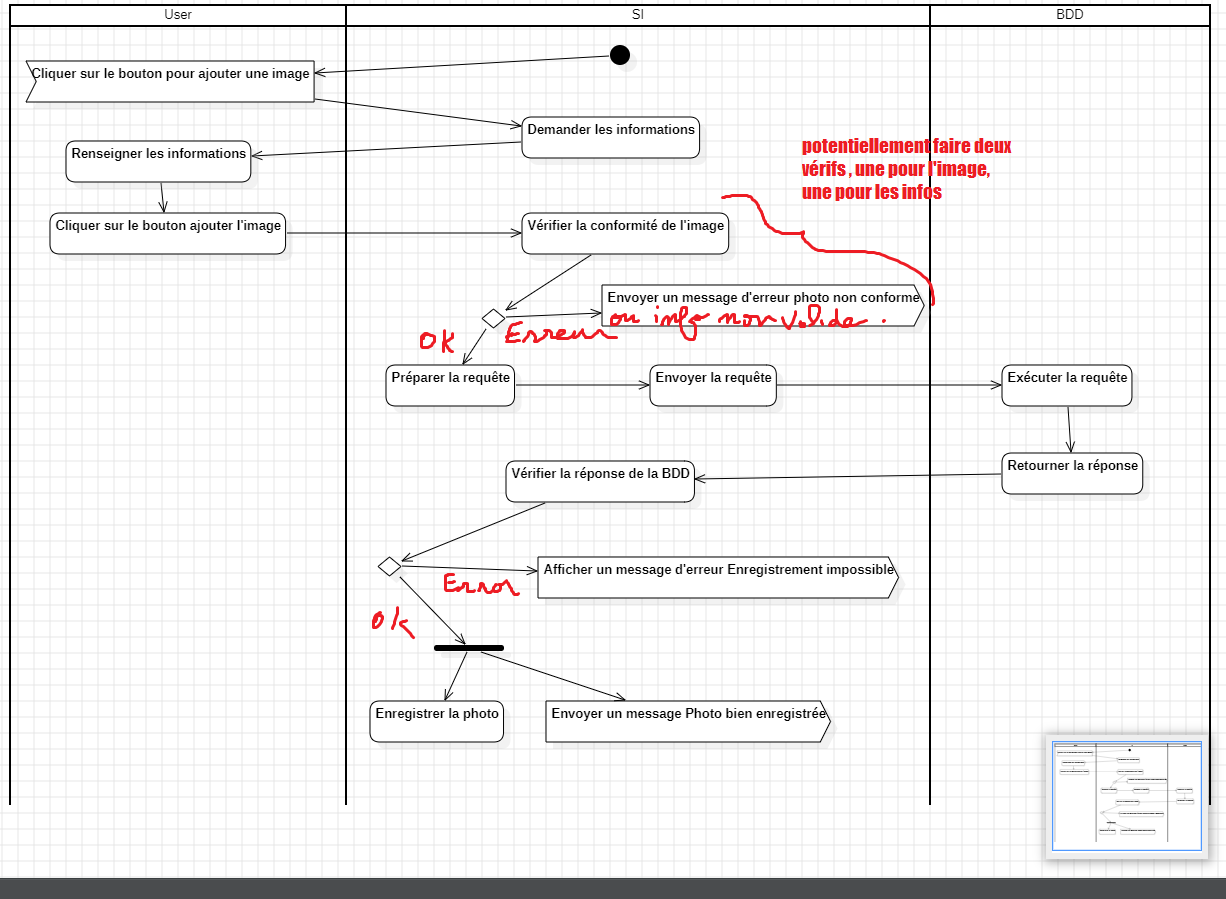 User
SI
BDD
Cliquer sur le bouton pour ajouter une image
Demander les informations
Renseigner les informations
potentiellement faire deux
vérifs, une pour l'image,
une pour les infos
Cliquer sur le bouton ajouter l'image
Vérifier la conformité de l'image
Envoyer un message d'erreur photo non conforme
ou info non valide.
OK
Erreur
Préparer la requête
Envoyer la requête
Exécuter la requête
Vérifier la réponse de la BDD
Retourner la réponse
Afficher un message d'erreur Enregistrement impossible
Error
Ok
Enregistrer la photo
Envoyer un message Photo bien enregistrée